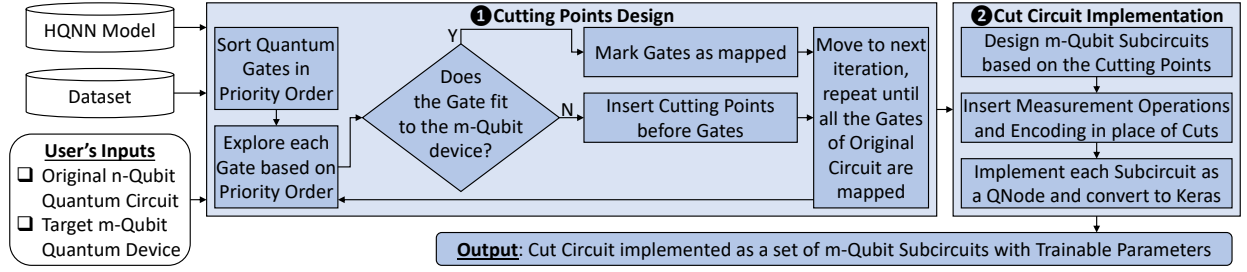 HQNN Model
Dataset
User's Inputs
❑ Original n-Qubit
Quantum Circuit
❑ Target m-Qubit
Quantum Device
❶Cutting Points Design
Sort Quantum
Gates in
Priority Order
Explore each
Gate based on
Priority Order
Does
the Gate fit
to the m-Qubit
device?
Y
N
Mark Gates as mapped
Insert Cutting Points
before Gates
Move to next
iteration,
repeat until
all the Gates
of Original
Circuit are
mapped
❷Cut Circuit Implementation
Design m-Qubit Subcircuits
based on the Cutting Points
Insert Measurement Operations
and Encoding in place of Cuts
Implement each Subcircuit as
a QNode and convert to Keras
Output: Cut Circuit implemented as a set of m-Qubit Subcircuits with Trainable Parameters